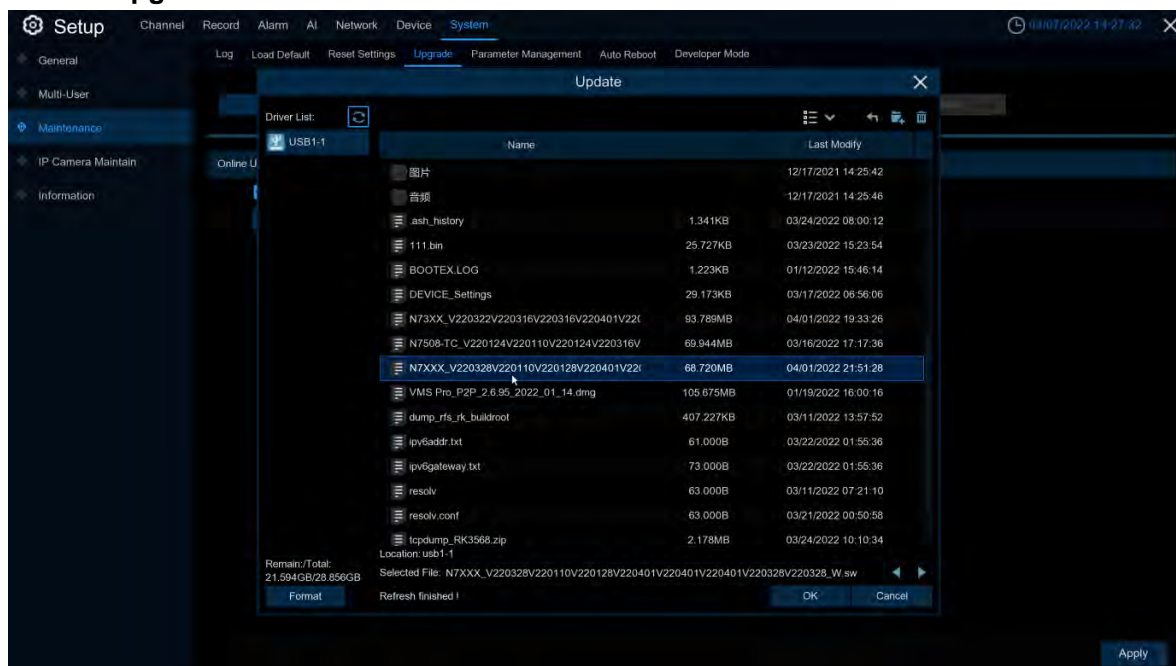 Setup Channel Record Alarm AI Network Device System 03/07/2022 14:27:32
General Log Load Default Reset Settings Upgrade Parameter Management Auto Reboot Developer Mode
Update
Multi-User
Driver List:
Maintenance
USB1-1 Name Last Modify
IP Camera Maintain Online U
图片 12/17/2021 14:25:42
Information 音频 12/17/2021 14:25:46
.ash_history 1.341KB 03/24/2022 08:00:12
111.bin 25.727KB 03/23/2022 15:23:54
BOOTEX.LOG 1.223KB 01/12/2022 15:46:14
DEVICE_Settings 29.173KB 03/17/2022 06:56:06
N73XX_V220322V220316V220316V220401V22( 93.789MB 04/01/2022 19:33:26
N7508-TC_V220124V220110V220124V220316V 69.944MB 03/16/2022 17:17:36
N7XXX_V220328V220110V220128V220401V22( 68.720MB 04/01/2022 21:51:28
VMS Pro_P2P_2.6.95_2022_01_14.dmg 105.675MB 01/19/2022 16:00:16
dump_rfs_rk_buildroot 407.227KB 03/11/2022 13:57:52
ipv6addr.txt 61.000B 03/22/2022 01:55:36
ipv6gateway.txt 73.000B 03/22/2022 01:55:36
resolv 63.000B 03/11/2022 07:21:10
resolv.conf 63.000B 03/21/2022 00:50:58
tcpdump_RK3568.zip 2.178MB 03/24/2022 10:10:34
Location: usb1-1
Remain:/Total:
21.594GB/28.856GB
Selected File: N7XXX_V220328V220110V220128V220401V220401V220401V220328V220328_W.sw
Format Refresh finished ! OK Cancel
Apply